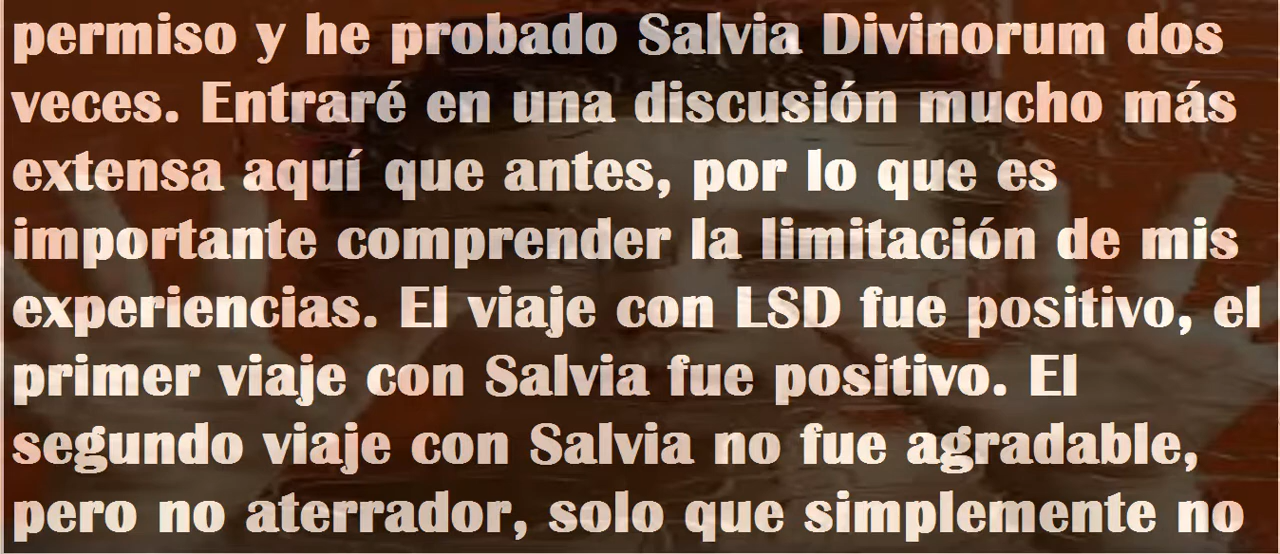 permiso y he probado Salvia Divinorum dos
veces. Entraré en una discusión mucho más
extensa aquí que antes, por lo que es
importante comprender la limitación de mis
experiencias. El viaje con LSD fue positivo, el
primer viaje con Salvia fue positivo. El
segundo viaje con Salvia no fue agradable,
pero no aterrador, solo que simplemente no